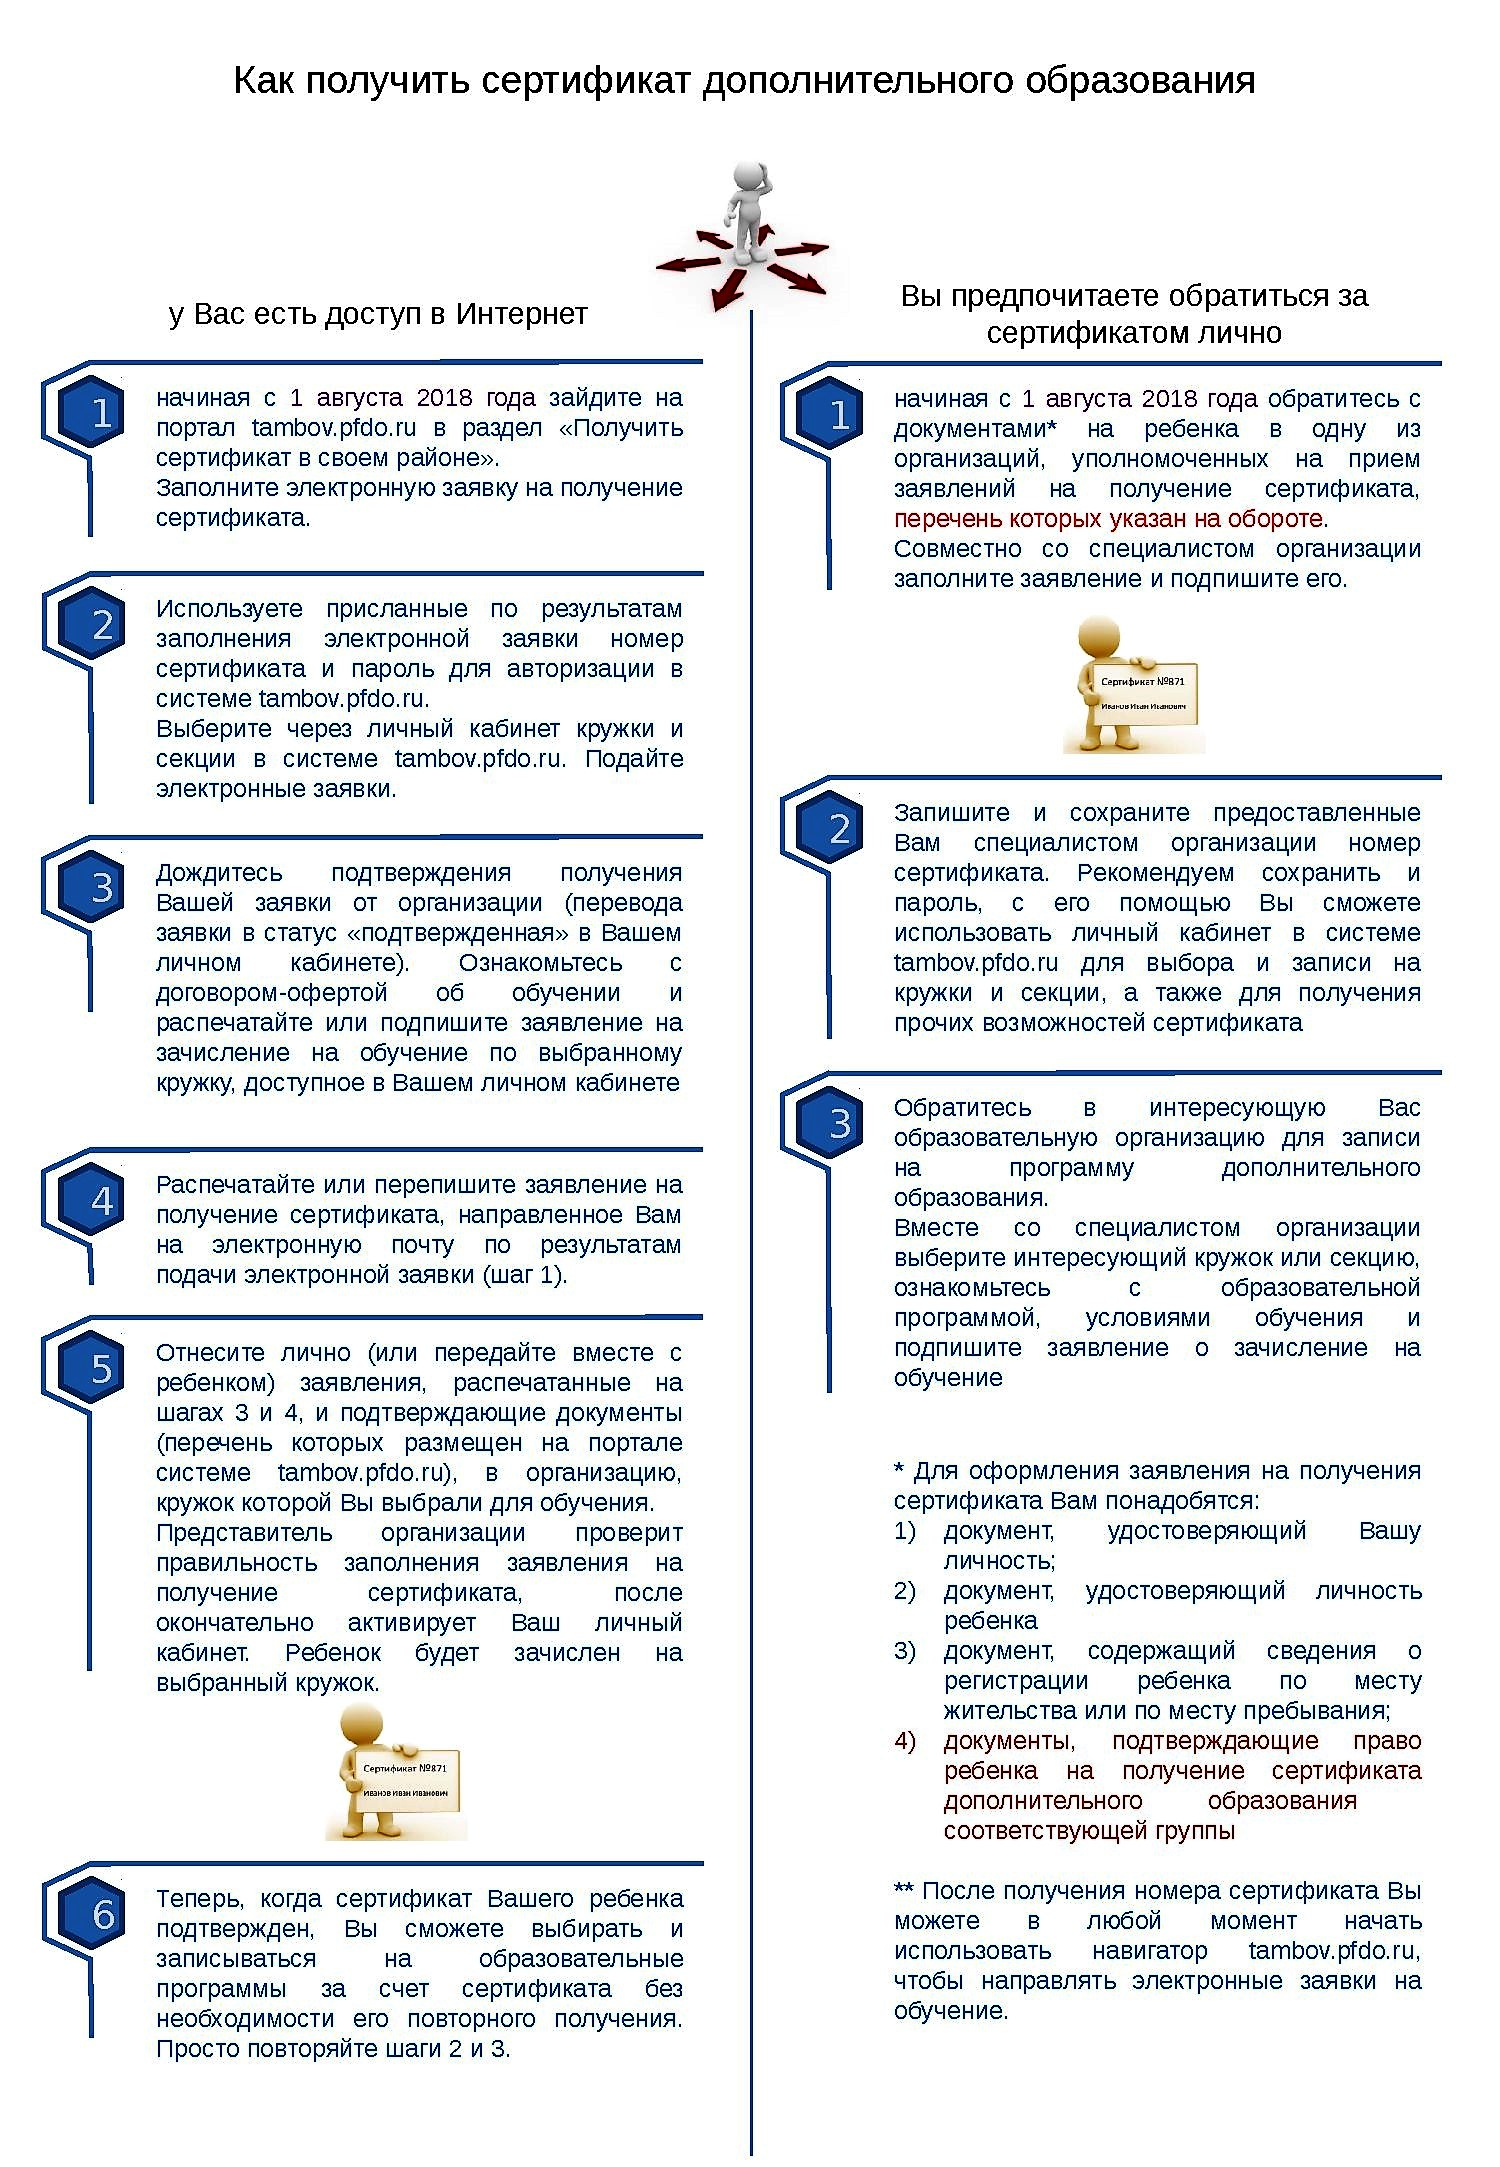 Как получить сертификат дополнительного образования
у Вас есть доступ в Интернет
1
начиная с 1 августа 2018 года зайдите на
портал tambov.pfdo.ru в раздел «Получить
сертификат в своем районе».
Заполните электронную заявку на получение
сертификата.
2
Используете присланные по результатам
заполнения электронной заявки номер
сертификата и пароль для авторизации в
системе tambov.pfdo.ru.
Выберите через личный кабинет кружки и
секции в системе tambov.pfdo.ru. Подайте
электронные заявки.
3
Дождитесь подтверждения получения
Вашей заявки от организации (перевода
заявки в статус «подтвержденная» в Вашем
личном кабинете). Ознакомьтесь с
договором-офертой об обучении и
распечатайте или подпишите заявление на
зачисление на обучение по выбранному
кружку, доступное в Вашем личном кабинете
4
Распечатайте или перепишите заявление на
получение сертификата, направленное Вам
на электронную почту по результатам
подачи электронной заявки (шаг 1).
5
Отнесите лично (или передайте вместе с
ребенком) заявления, распечатанные на
шагах 3 и 4, и подтверждающие документы
(перечень которых размещен на портале
системе tambov.pfdo.ru), в организацию,
кружок которой Вы выбрали для обучения.
Представитель организации проверит
правильность заполнения заявления на
получение сертификата, после
окончательно активирует Ваш личный
кабинет. Ребенок будет зачислен на
выбранный кружок.
Сертификат №871
Иванов Иван Иванович
6
Теперь, когда сертификат Вашего ребенка
подтвержден, Вы сможете выбирать и
записываться на образовательные
программы за счет сертификата без
необходимости его повторного получения.
Просто повторяйте шаги 2 и 3.
Вы предпочитаете обратиться за
сертификатом лично
1
начиная с 1 августа 2018 года обратитесь с
документами* на ребенка в одну из
организаций, уполномоченных на прием
заявлений на получение сертификата,
перечень которых указан на обороте.
Совместно со специалистом организации
заполните заявление и подпишите его.
Сертификат №871
Иванов Иван Иванович
2
Запишите и сохраните предоставленные
Вам специалистом организации номер
сертификата. Рекомендуем сохранить и
пароль, с его помощью Вы сможете
использовать личный кабинет в системе
tambov.pfdo.ru для выбора и записи на
кружки и секции, а также для получения
прочих возможностей сертификата
3
Обратитесь в интересующую Вас
образовательную организацию для записи
на программу дополнительного
образования.
Вместе со специалистом организации
выберите интересующий кружок или секцию,
ознакомьтесь с образовательной
программой, условиями обучения и
подпишите заявление о зачисление на
обучение
* Для оформления заявления на получения
сертификата Вам понадобятся:
1) документ, удостоверяющий Вашу
личность;
2) документ, удостоверяющий личность
ребенка
3) документ, содержащий сведения о
регистрации ребенка по месту
жительства или по месту пребывания;
4) документы, подтверждающие право
ребенка на получение сертификата
дополнительного образования
соответствующей группы
** После получения номера сертификата Вы
можете в любой момент начать
использовать навигатор tambov.pfdo.ru,
чтобы направлять электронные заявки на
обучение.